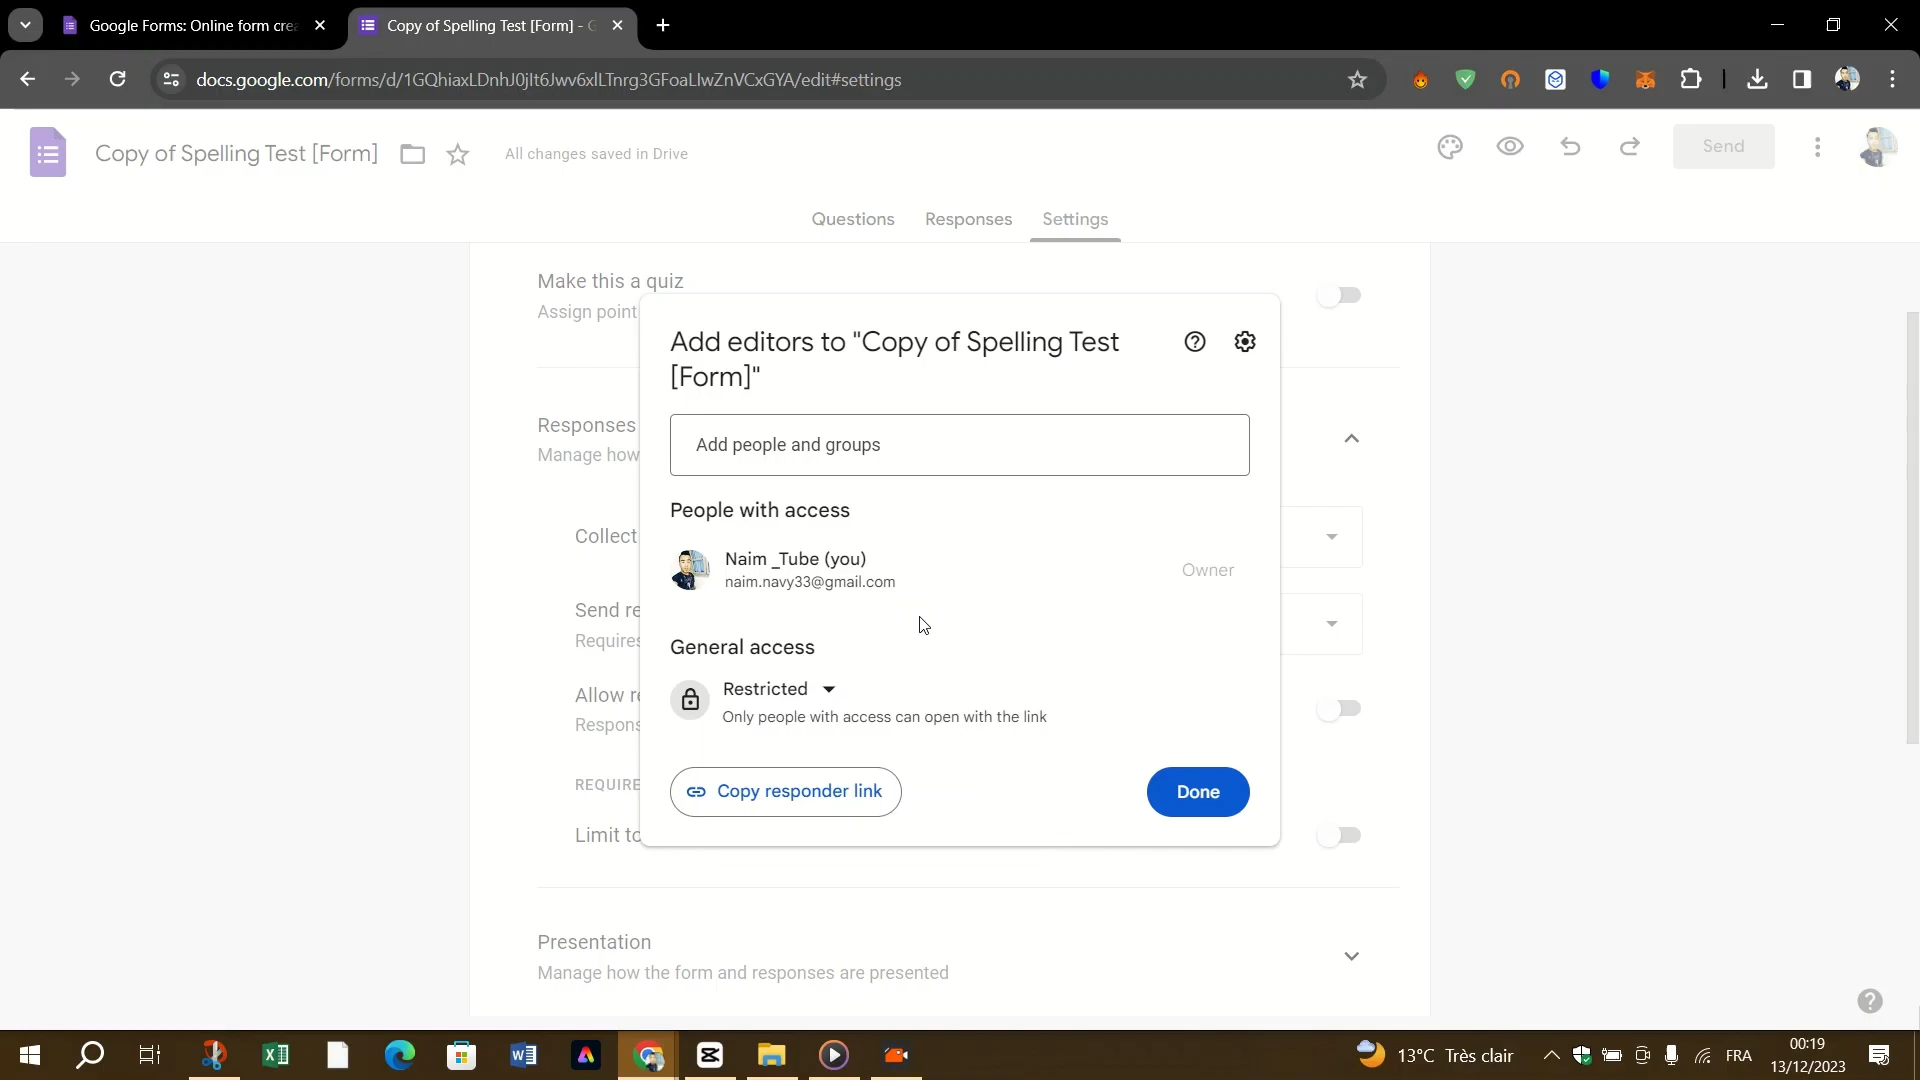 Google Forms: Online form crea
Copy of Spelling Test [Form] - G
docs.google.com/forms/d/1GQhiaxLDnhJ0jIt6Jwv6xlLTnrg3GFoaLIwZnVCxGYA/edit#settings
Copy of Spelling Test [Form]
All changes saved in Drive
Send
Questions
Responses
Settings
Make this a quiz
Assign point
Responses
Manage how
Collect
Send re
Requires
Allow re
Respons
REQUIRE
Limit to
Add editors to "Copy of Spelling Test
[Form]"
Add people and groups
People with access
Naim _Tube (you)
naim.navy33@gmail.com
Owner
General access
Restricted
Only people with access can open with the link
Copy responder link
Done
Presentation
Manage how the form and responses are presented
13°C Très clair
FRA
00:19
13/12/2023